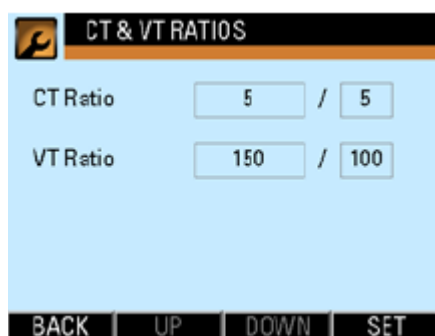 CT & VT RATIOS
CT Ratio 5 / 5
VT Ratio 150 / 100
BACK UP DOWN SET